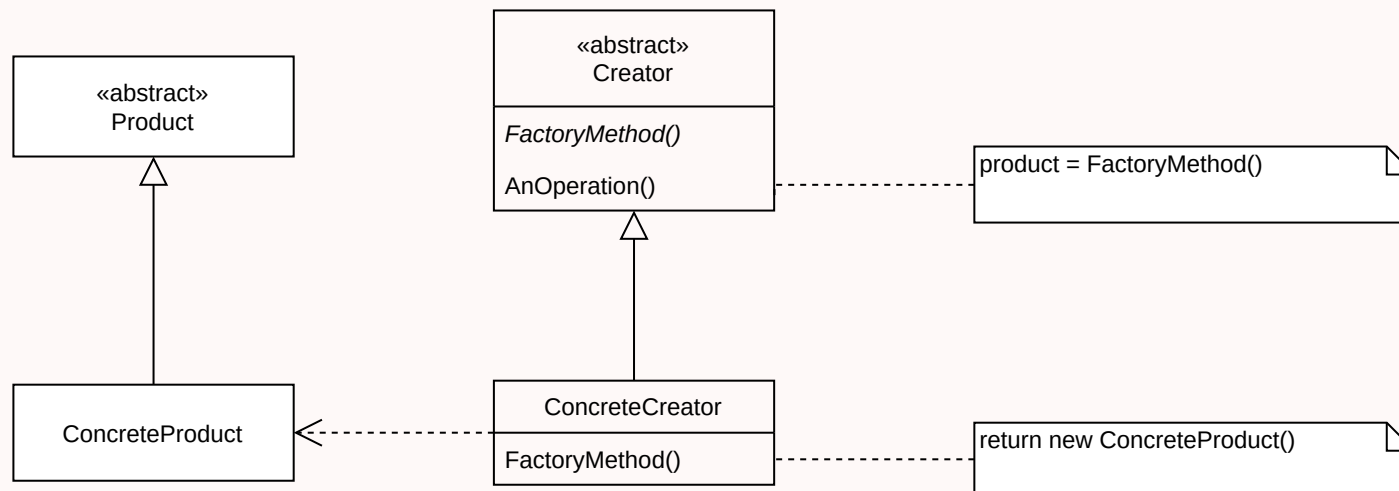 «abstract»
Product
«abstract»
Creator
FactoryMethod()
AnOperation()
product = FactoryMethod()
ConcreteProduct
ConcreteCreator
FactoryMethod()
return new ConcreteProduct()